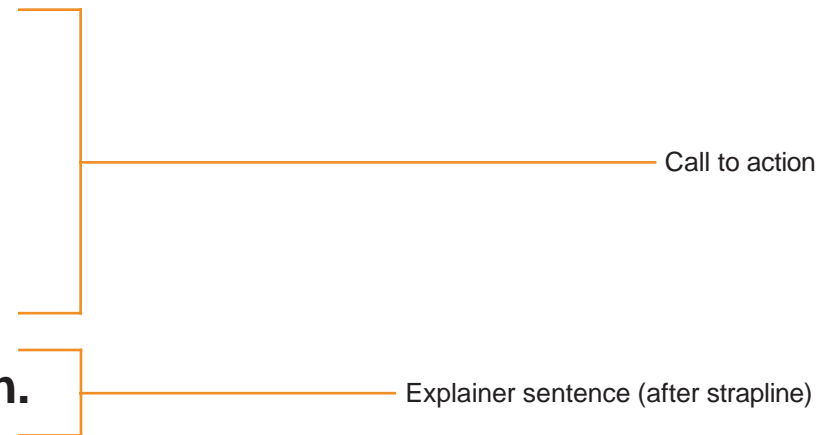 Call to action
Explainer sentence (after strapline)